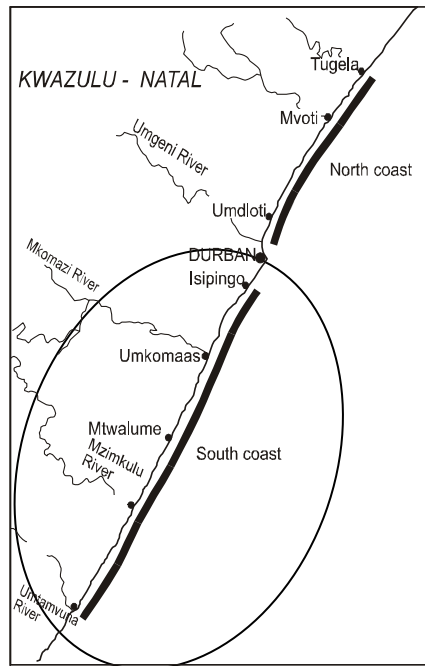 Tugela
KWAZULU - NATAL
Mvoti
Umgeni River
North coast
Umdloti
DURBAN
Isipingo
Mkomazi River
Umkomaas
Mtwalume
Mzimkulu
River
South coast
Umtamvuna
River